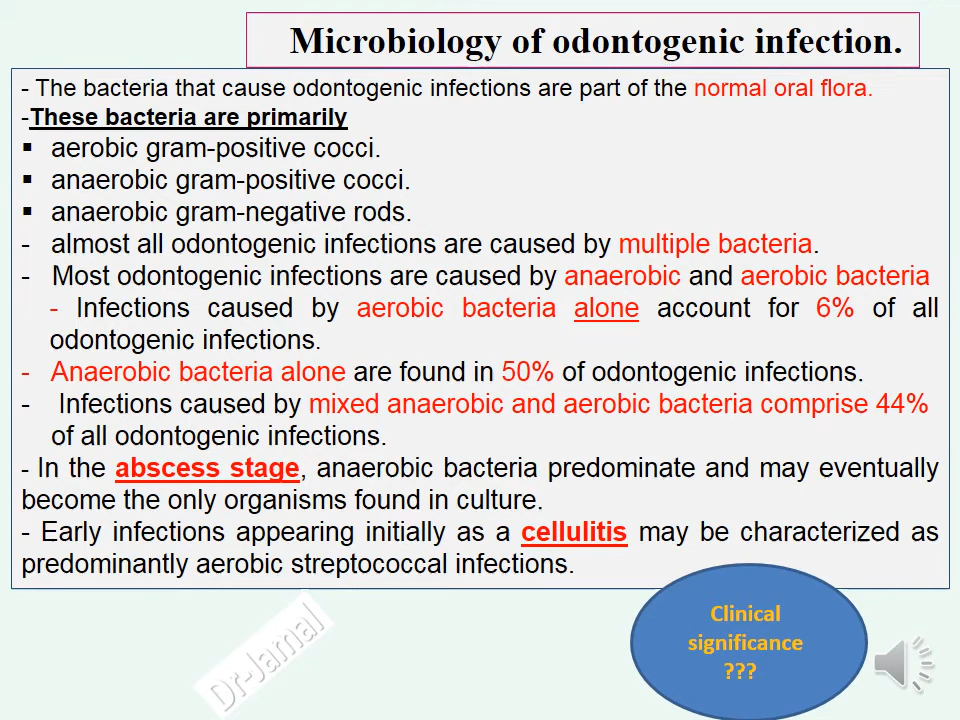 Microbiology of odontogenic infection.
- The bacteria that cause odontogenic infections are part of the normal oral flora.
-These bacteria are primarily
▪ aerobic gram-positive cocci.
▪ anaerobic gram-positive cocci.
▪ anaerobic gram-negative rods.
- almost all odontogenic infections are caused by multiple bacteria.
- Most odontogenic infections are caused by anaerobic and aerobic bacteria
- Infections caused by aerobic bacteria alone account for 6% of all
odontogenic infections.
- Anaerobic bacteria alone are found in 50% of odontogenic infections.
- Infections caused by mixed anaerobic and aerobic bacteria comprise 44%
of all odontogenic infections.
- In the abscess stage, anaerobic bacteria predominate and may eventually
become the only organisms found in culture.
- Early infections appearing initially as a cellulitis may be characterized as
predominantly aerobic streptococcal infections.
Clinical
significance
???
Dr-Jamal